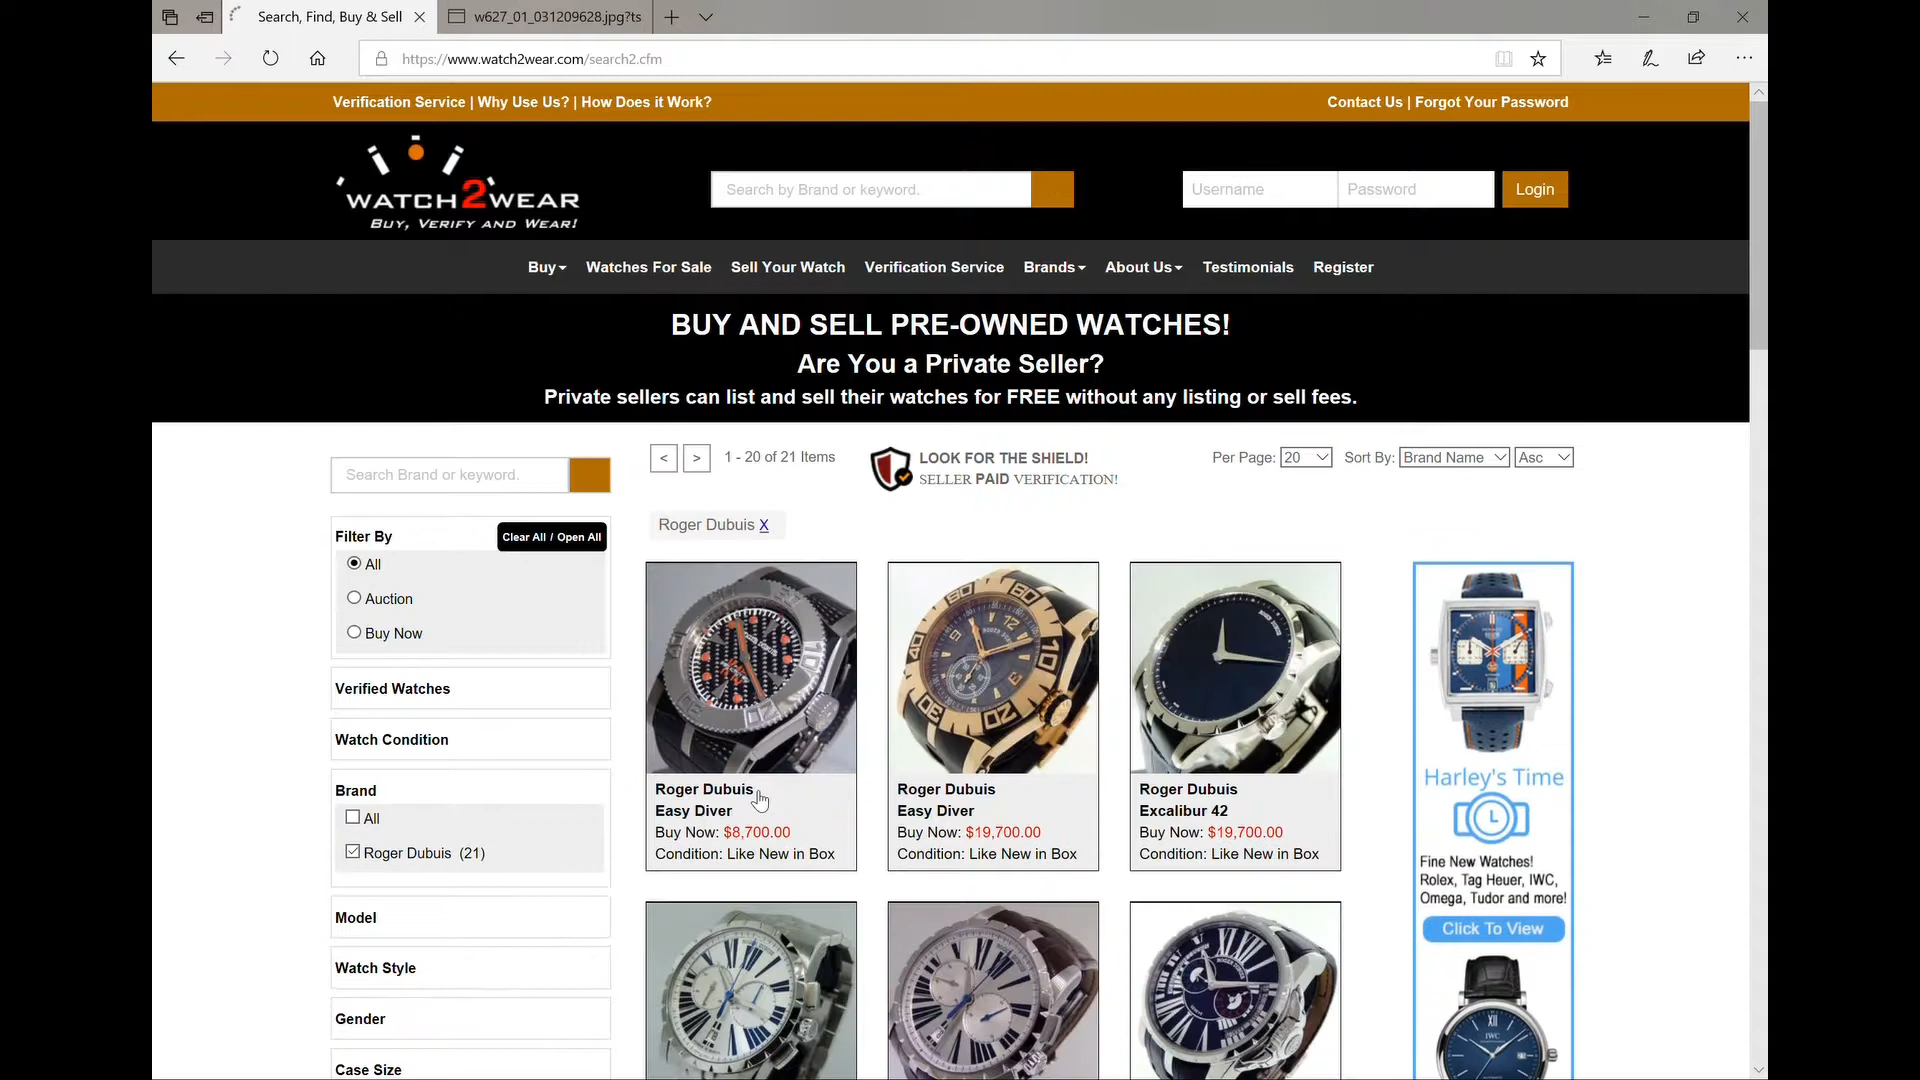 Search, Find, Buy & Sell
w627_01_031209628.jpg?ts
https://www.watch2wear.com/search2.cfm
Verification Service | Why Use Us? | How Does it Work?
Contact Us | Forgot Your Password
WATCH2WEAR
BUY, VERIFY AND WEAR!
Search by Brand or keyword.
Username
Password
Login
Buy
Watches For Sale
Sell Your Watch
Verification Service
Brands
About Us
Testimonials
Register
BUY AND SELL PRE-OWNED WATCHES!
Are You a Private Seller?
Private sellers can list and sell their watches for FREE without any listing or sell fees.
Search Brand or keyword.
Filter By
Clear All / Open All
All
Auction
Buy Now
Verified Watches
Watch Condition
Brand
All
Roger Dubuis (21)
Model
Watch Style
Gender
Case Size
< > 1 - 20 of 21 Items
LOOK FOR THE SHIELD!
SELLER PAID VERIFICATION!
Per Page: 20 Sort By: Brand Name Asc
Roger Dubuis X
Roger Dubuis
Easy Diver
Buy Now: $8,700.00
Condition: Like New in Box
Roger Dubuis
Easy Diver
Buy Now: $19,700.00
Condition: Like New in Box
Roger Dubuis
Excalibur 42
Buy Now: $19,700.00
Condition: Like New in Box
Harley's Time
Fine New Watches!
Rolex, Tag Heuer, IWC,
Omega, Tudor and more!
Click To View
IWC